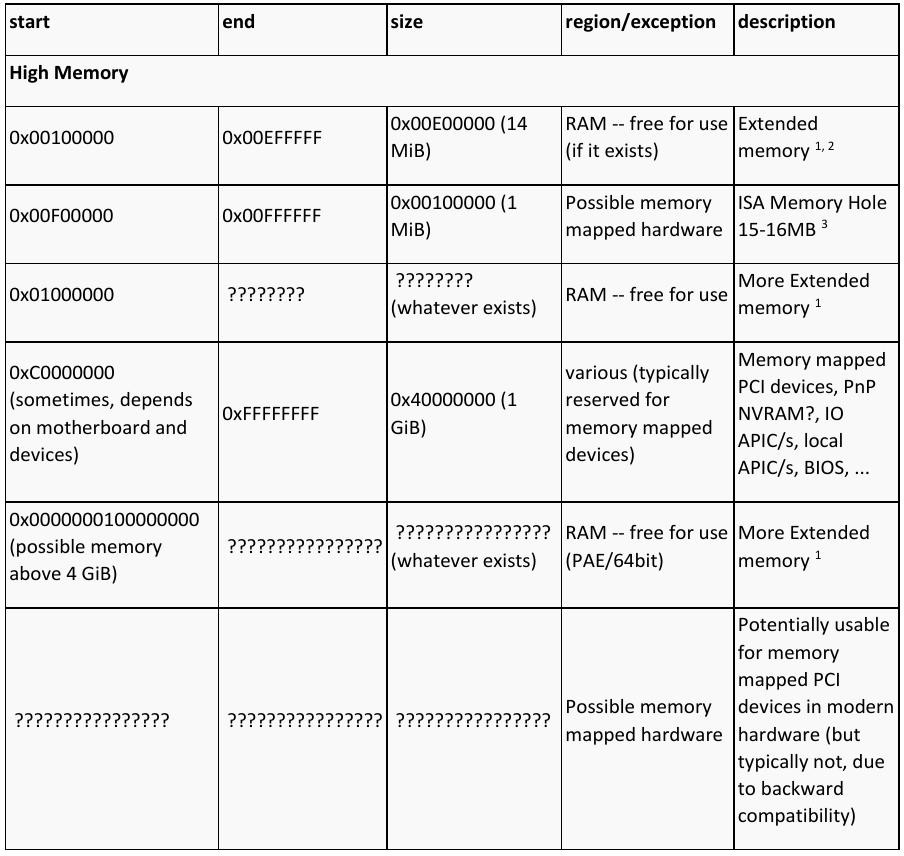 start end size region/exception description
High Memory
0x00100000 0x00EFFFFF 0x00E00000 (14 MiB) RAM -- free for use (if it exists) Extended memory 1, 2
0x00F00000 0x00FFFFFF 0x00100000 (1 MiB) Possible memory mapped hardware ISA Memory Hole 15-16MB 3
0x01000000 ???????? ???????? (whatever exists) RAM -- free for use More Extended memory 1
0xC0000000 (sometimes, depends on motherboard and devices) 0xFFFFFFFF 0x40000000 (1 GiB) various (typically reserved for memory mapped devices) Memory mapped PCI devices, PnP NVRAM?, IO APIC/s, local APIC/s, BIOS, ...
0x0000000100000000 (possible memory above 4 GiB) ???????????????? ???????????????? (whatever exists) RAM -- free for use (PAE/64bit) More Extended memory 1
???????????????? ???????????????? ???????????????? Possible memory mapped hardware Potentially usable for memory mapped PCI devices in modern hardware (but typically not, due to backward compatibility)